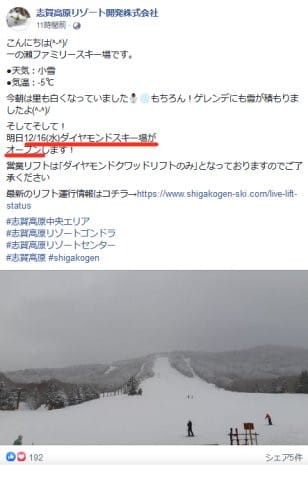 志賀高原リゾート開発株式会社
11時間前
こんにちは(^-^)/
一の瀬ファミリースキー場です。
●天気：小雪
●気温：-5℃
今朝は里も白くなっていました⛄❄️もちろん！ゲレンデにも雪が積もり
ましたよ(^-^)/
そしてそして！
明日12/16(水)ダイヤモンドスキー場が
オープンします！
営業リフトは「ダイヤモンドクワッドリフトのみ」となっておりますのでご了
承ください
最新のリフト運行情報はコチラ→https://www.shigakogen-ski.com/live-lift-
status
#志賀高原中央エリア
#志賀高原リゾートゴンドラ
#志賀高原リゾートセンター
#志賀高原 #shigakogen
192
シェア5件